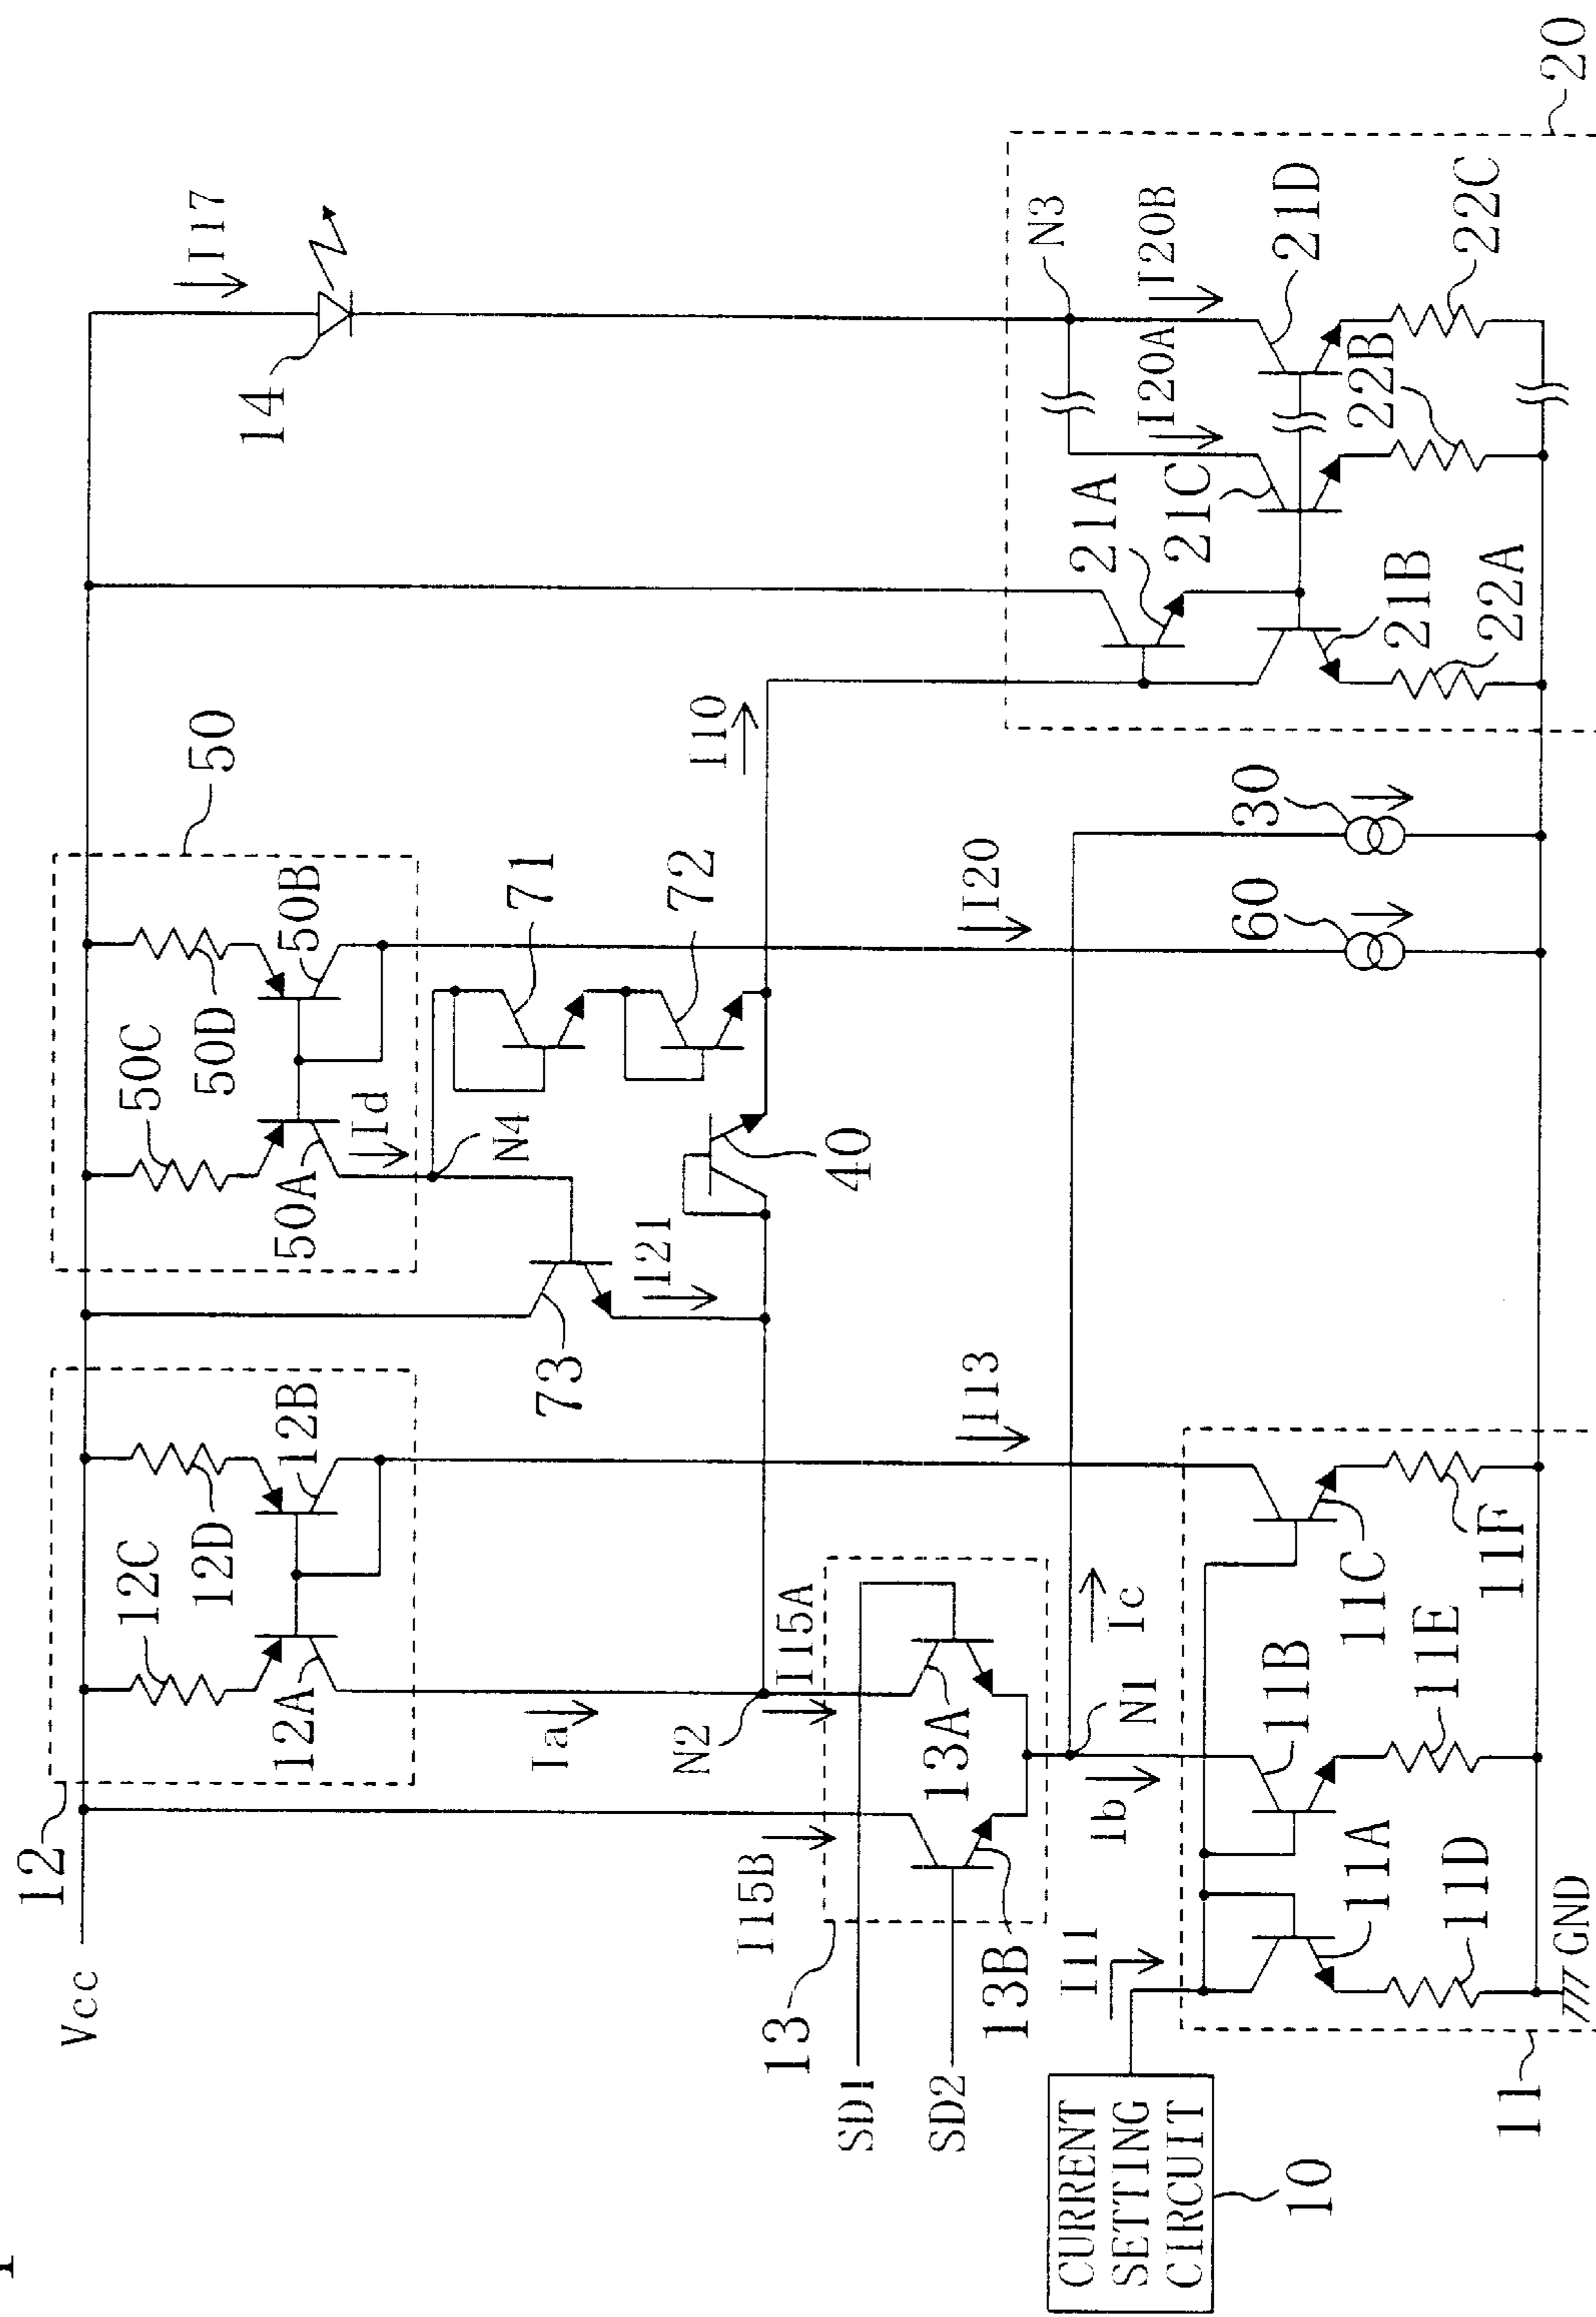 Vcc
12
12C
12D
12A
12B
Ia
N2
I15B
I15A
13
SD1
SD2
13A
13B
N1
Ic
Ib
I11
CURRENT
SETTING
CIRCUIT
10
11
11A
11B
11C
11D
11E
11F
GND
I13
73
I21
50
50C
50D
50A
50B
Id
N4
71
72
40
I20
60
30
I10
14
I17
N3
I20A
I20B
21A
21B
21C
21D
22A
22B
22C
20